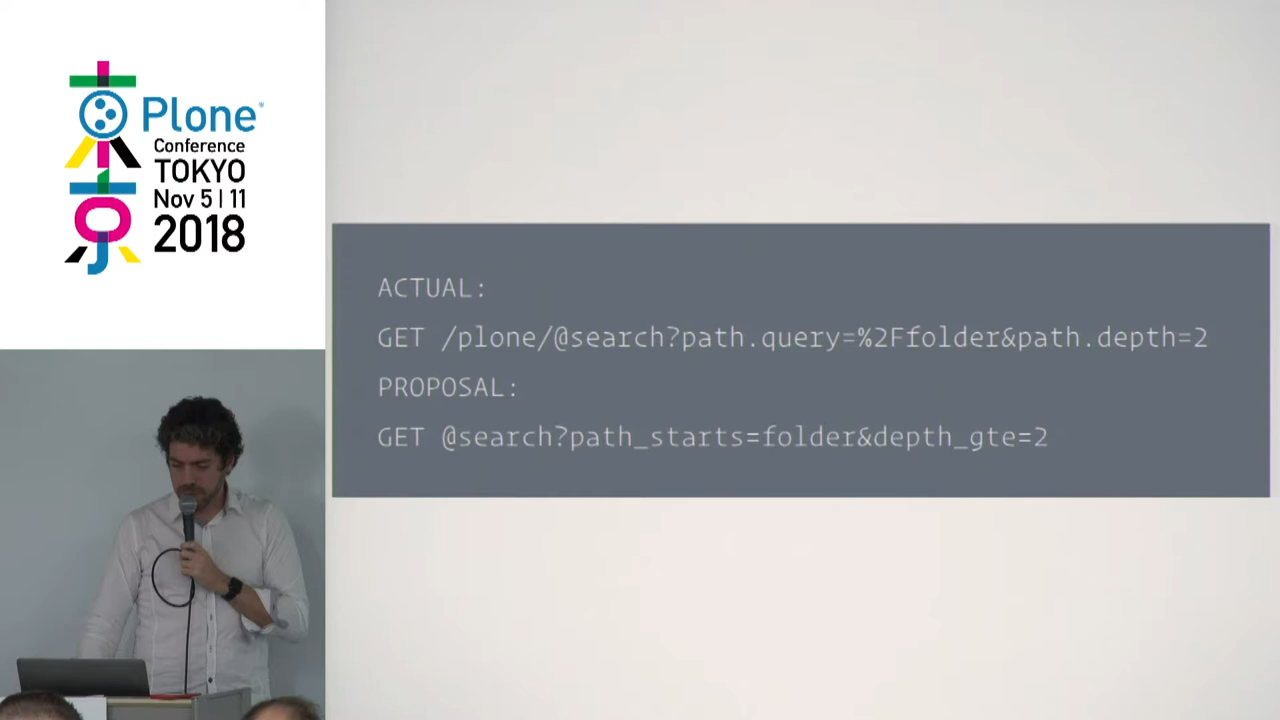 Plone®
Conference
TOKYO
Nov 5 | 11
2018
ACTUAL:
GET /plone/@search?path.query=%2Ffolder&path.depth=2
PROPOSAL:
GET @search?path_starts=folder&depth_gte=2